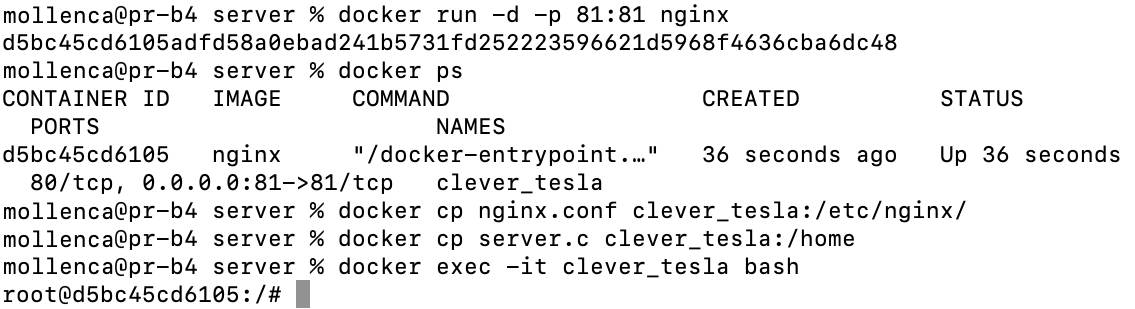 mollenca@pr-b4 server % docker run -d -p 81:81 nginx
d5bc45cd6105adfd58a0ebad241b5731fd252223596621d5968f4636cba6dc48
mollenca@pr-b4 server % docker ps
CONTAINER ID   IMAGE     COMMAND                  CREATED          STATUS
  PORTS                        NAMES
d5bc45cd6105   nginx     "/docker-entrypoint.…"   36 seconds ago   Up 36 seconds
  80/tcp, 0.0.0.0:81->81/tcp   clever_tesla
mollenca@pr-b4 server % docker cp nginx.conf clever_tesla:/etc/nginx/
mollenca@pr-b4 server % docker cp server.c clever_tesla:/home
mollenca@pr-b4 server % docker exec -it clever_tesla bash
root@d5bc45cd6105:/#